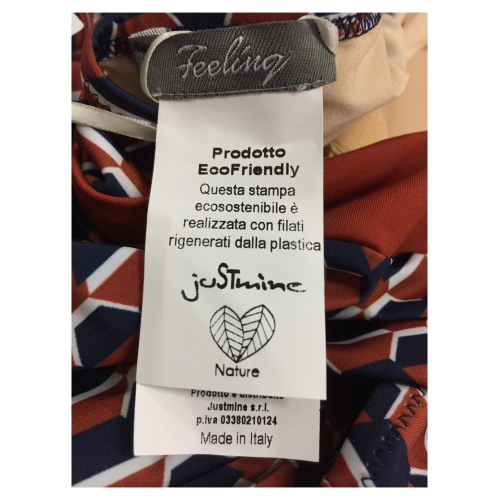 Feeling
Prodotto
EcoFriendly
Questa stampa
ecosostenibile è
realizzata con filati
rigenerati dalla plastica
juSTmine
Nature
Prodotto e distribuito
Justmine s.r.l.
p.iva 03380210124
Made in Italy